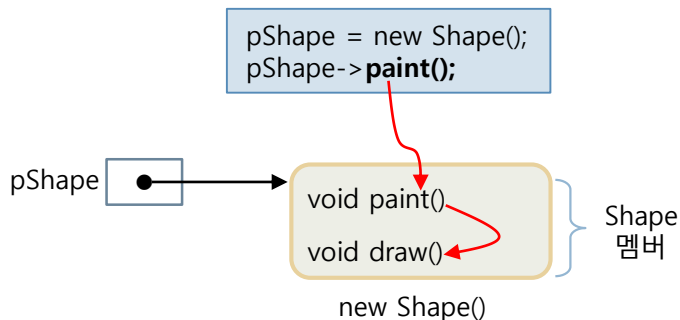 pShape = new Shape();
pShape->paint();
pShape
void paint()
void draw()
Shape
멤버
new Shape()